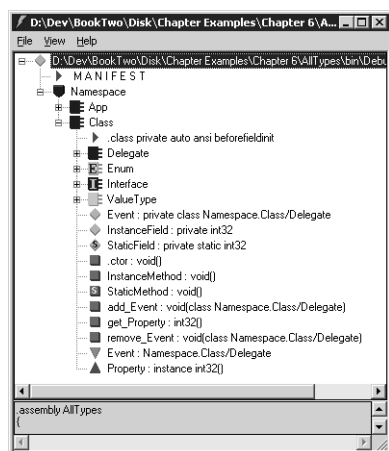 D:\Dev\BookTwo\Disk\Chapter Examples\Chapter 6\A...
File View Help
D:\Dev\BookTwo\Disk\Chapter Examples\Chapter 6\AllTypes\bin\Debu
MANIFEST
Namespace
App
Class
.class private auto ansi beforefieldinit
Delegate
E Enum
I Interface
ValueType
Event : private class Namespace.Class/Delegate
InstanceField : private int32
S StaticField : private static int32
.ctor : void()
InstanceMethod : void()
S StaticMethod : void()
add_Event : void(class Namespace.Class/Delegate)
get_Property : int32()
remove_Event : void(class Namespace.Class/Delegate)
Event : Namespace.Class/Delegate
Property : instance int32()
.assembly AllTypes
{